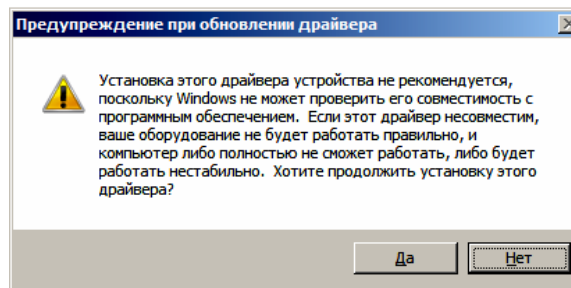 Предупреждение при обновлении драйвера
Установка этого драйвера устройства не рекомендуется,
поскольку Windows не может проверить его совместимость с
программным обеспечением. Если этот драйвер несовместим,
ваше оборудование не будет работать правильно, и
компьютер либо полностью не сможет работать, либо будет
работать нестабильно. Хотите продолжить установку этого
драйвера?
Да
Нет